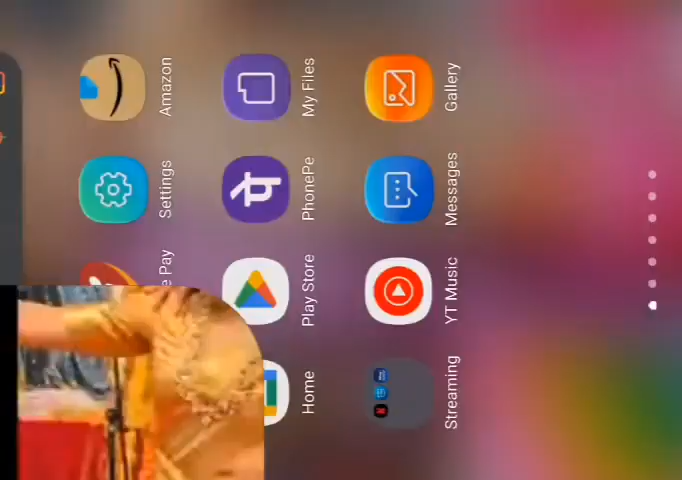 e Pay Settings Amazon
Home Play Store PhonePe My Files
Streaming YT Music Messages Gallery